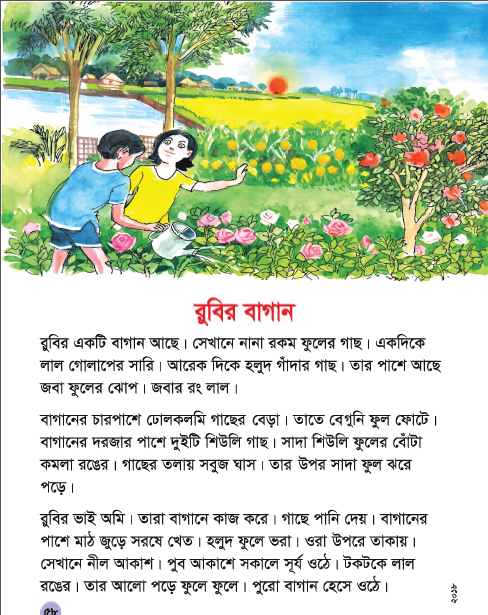 রুবির বাগান
রুবির একটি বাগান আছে। সেখানে নানা রকম ফুলের গাছ। একদিকে
লাল গোলাপের সারি। আরেক দিকে হলুদ গাঁদার গাছ। তার পাশে আছে
জবা ফুলের ঝোপ। জবার রং লাল।
বাগানের চারপাশে ঢোলকলমি গাছের বেড়া। তাতে বেগুনি ফুল ফোটে।
বাগানের দরজার পাশে দুইটি শিউলি গাছ। সাদা শিউলি ফুলের বোঁটা
কমলা রঙের। গাছের তলায় সবুজ ঘাস। তার উপর সাদা ফুল ঝরে
পড়ে।
রুবির ভাই অমি। তারা বাগানে কাজ করে। গাছে পানি দেয়। বাগানের
পাশে মাঠ জুড়ে সরষে খেত। হলুদ ফুলে ভরা। ওরা উপরে তাকায়।
সেখানে নীল আকাশ। পুব আকাশে সকালে সূর্য ওঠে। টকটকে লাল
রঙের। তার আলো পড়ে ফুলে ফুলে। পুরো বাগান হেসে ওঠে।
২০১৮
৫৮